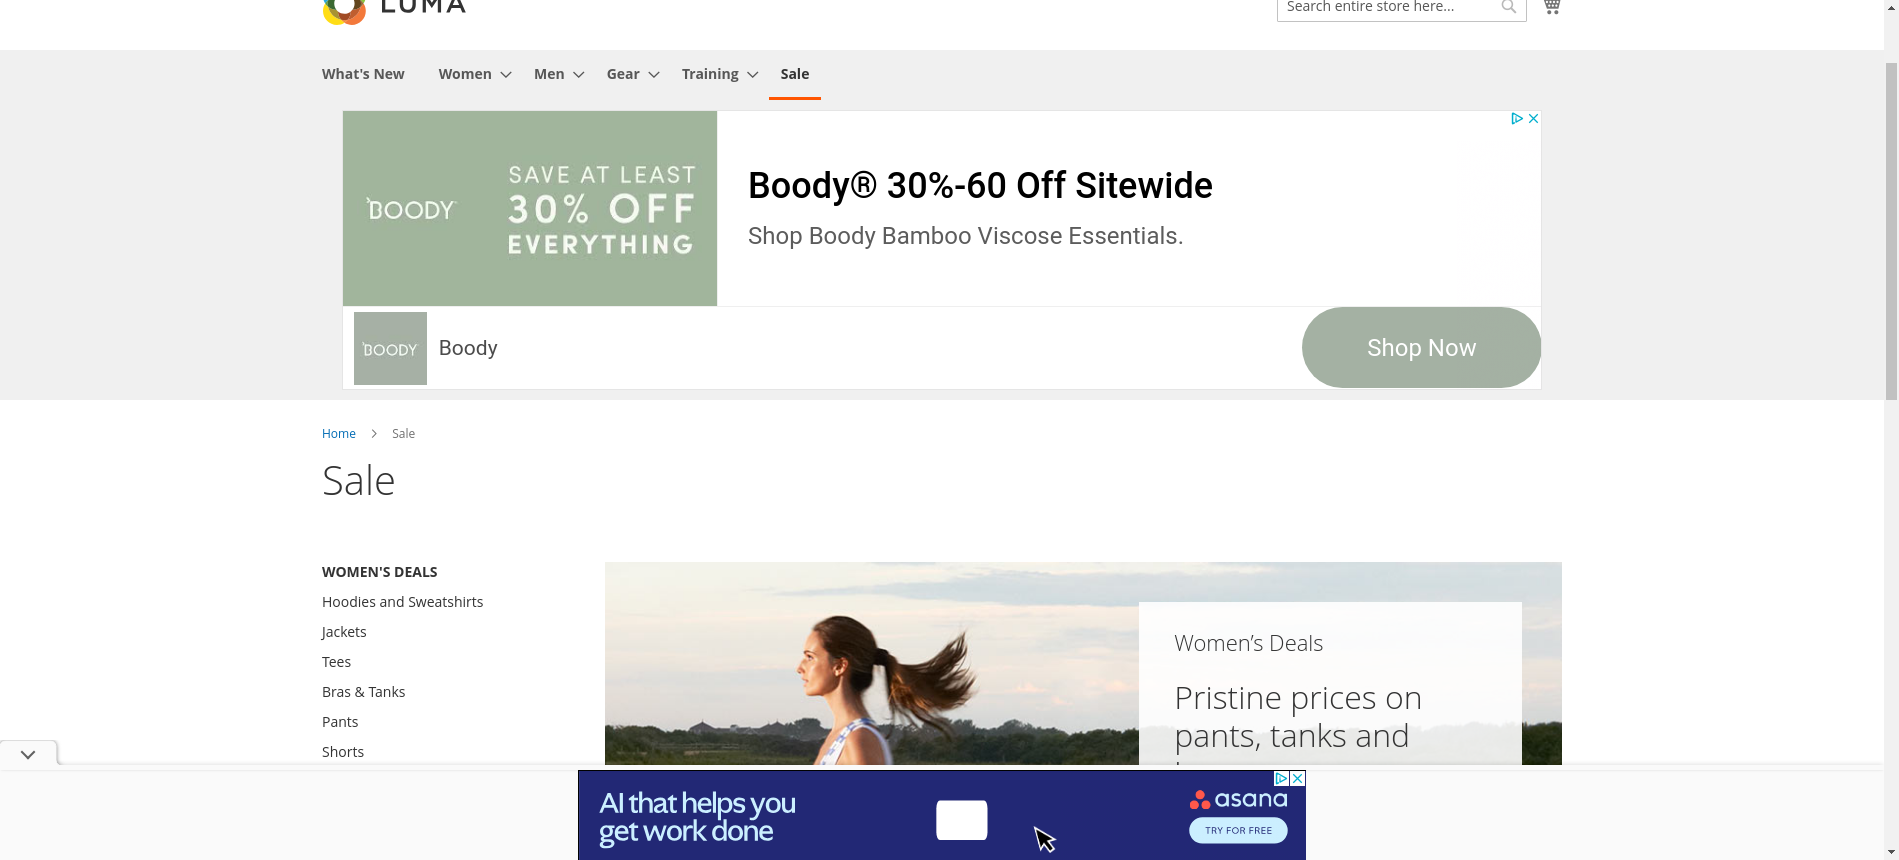 LUMA
Search entire store here...
What's New
Women
Men
Gear
Training
Sale
BOODY
SAVE AT LEAST
30% OFF
EVERYTHING
Boody® 30%-60 Off Sitewide
Shop Boody Bamboo Viscose Essentials.
BOODY
Boody
Shop Now
Home
Sale
Sale
WOMEN'S DEALS
Hoodies and Sweatshirts
Jackets
Tees
Bras & Tanks
Pants
Shorts
Women's Deals
Pristine prices on
pants, tanks and
AI that helps you
get work done
asana
TRY FOR FREE